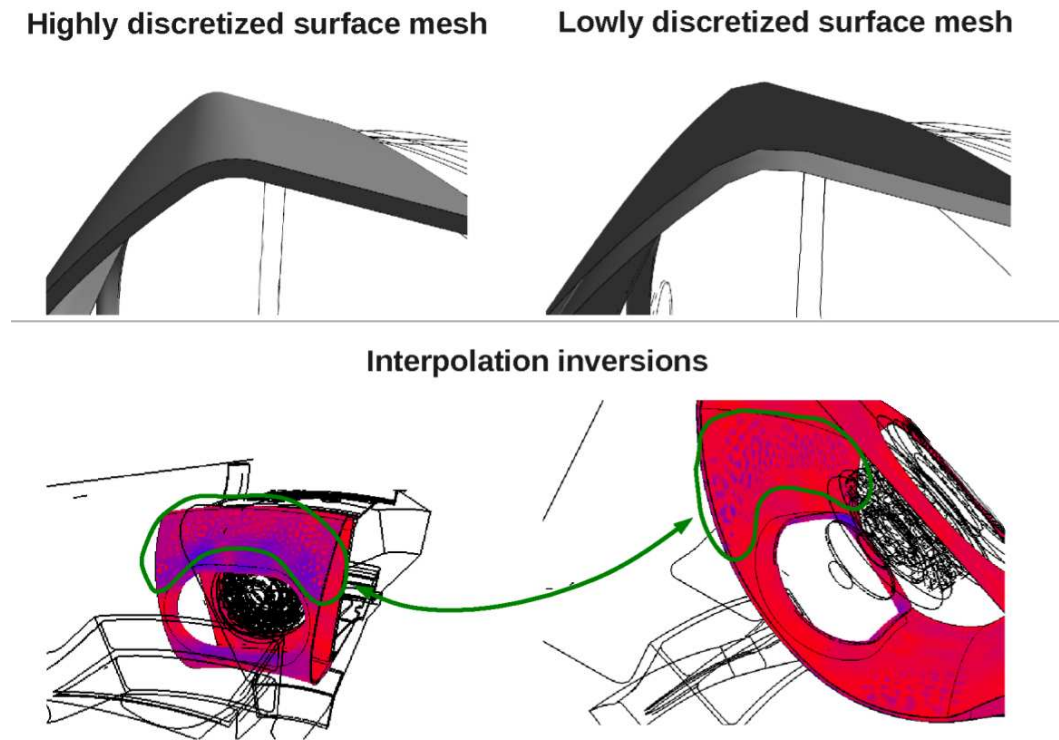 Highly discretized surface mesh
Lowly discretized surface mesh
Interpolation inversions